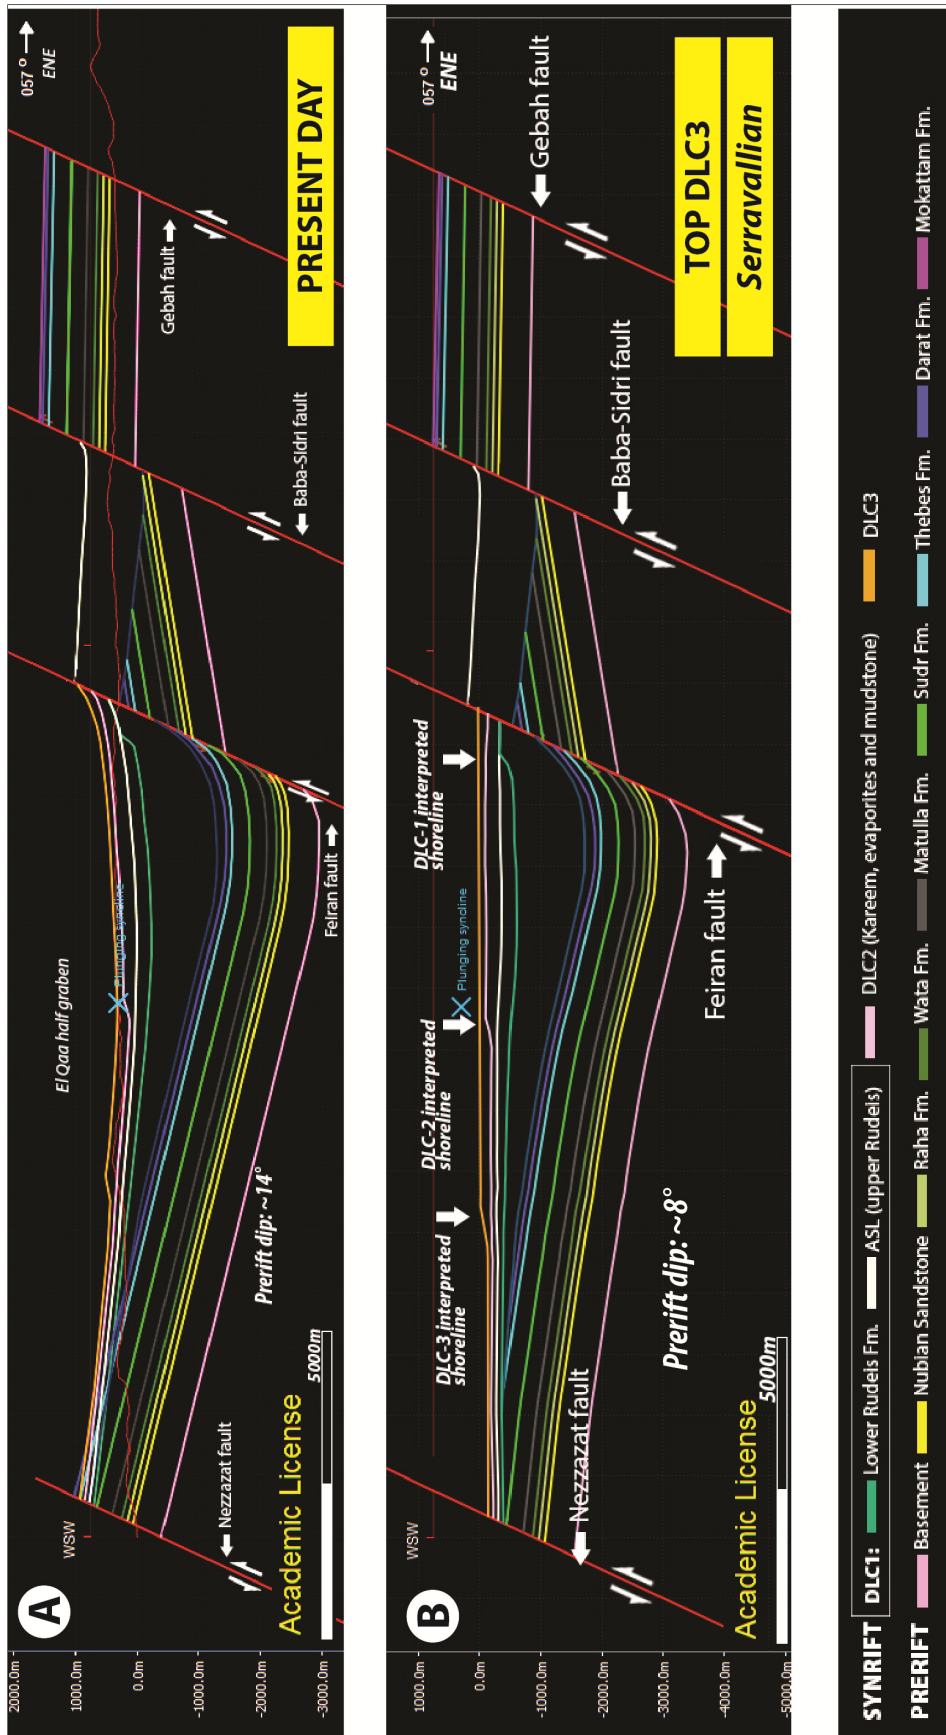 A
057 º
ENE
WSW
PRESENT DAY
El Qaa half graben
Plunging syncline
Prerift dip: ~14°
Nezzazat fault
Feiran fault
Baba-Sidri fault
Gebah fault
Academic License
5000m
2000.0m
1000.0m
0.0m
-1000.0m
-2000.0m
-3000.0m
B
057 º
ENE
WSW
TOP DLC3
Serravallian
DLC-3 interpreted
shoreline
DLC-2 interpreted
shoreline
DLC-1 interpreted
shoreline
Plunging syncline
Prerift dip: ~8°
Nezzazat fault
Feiran fault
Baba-Sidri fault
Gebah fault
Academic License
5000m
1000.0m
0.0m
-1000.0m
-2000.0m
-3000.0m
-4000.0m
-5000.0m
SYNRIFT DLC1: Lower Rudeis Fm. ASL (upper Rudeis) DLC2 (Kareem, evaporites and mudstone) DLC3
PRERIFT Basement Nubian Sandstone Raha Fm. Wata Fm. Matulla Fm. Sudr Fm. Thebes Fm. Darat Fm. Mokattam Fm.